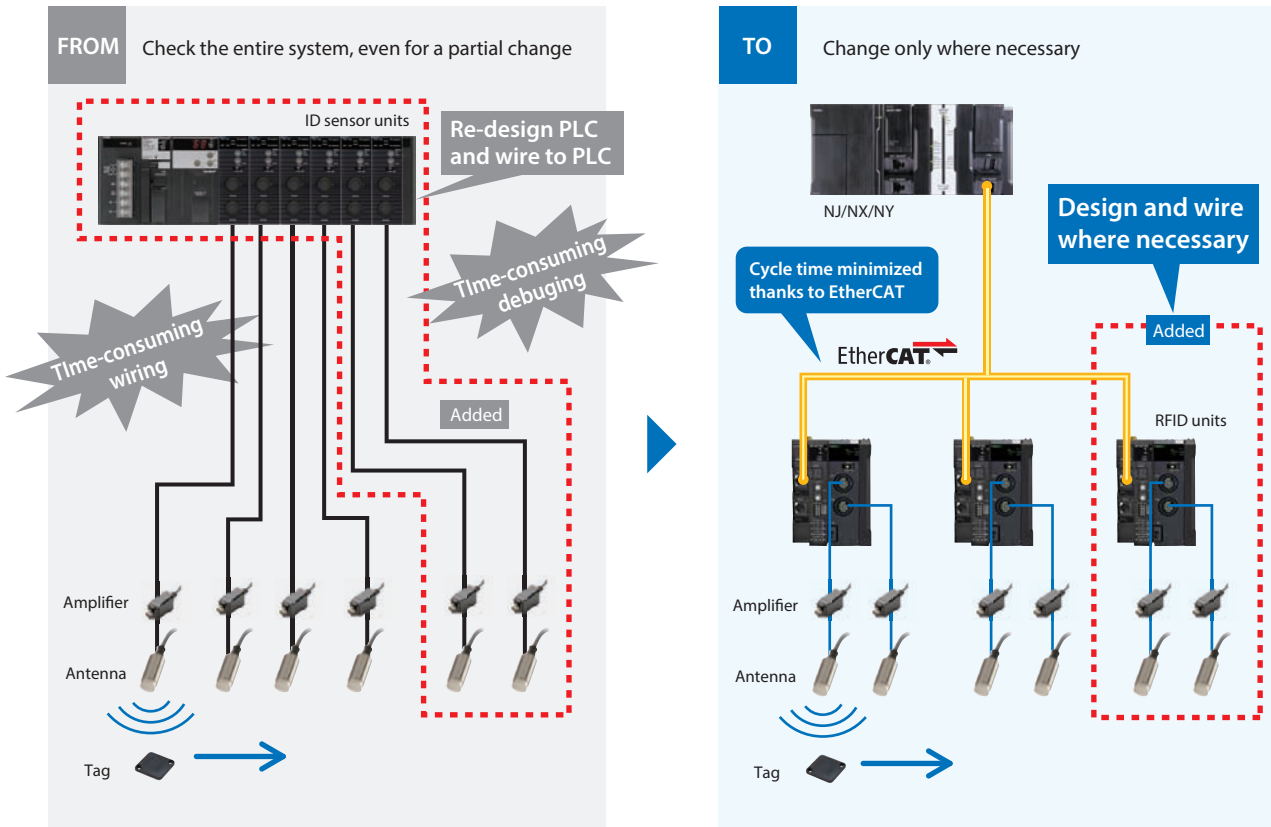 FROM
Check the entire system, even for a partial change
ID sensor units
Re-design PLC
and wire to PLC
TIme-consuming
debuging
TIme-consuming
wiring
Added
Amplifier
Antenna
Tag
TO
Change only where necessary
NJ/NX/NY
Design and wire
where necessary
Cycle time minimized
thanks to EtherCAT
EtherCAT®
Added
RFID units
Amplifier
Antenna
Tag